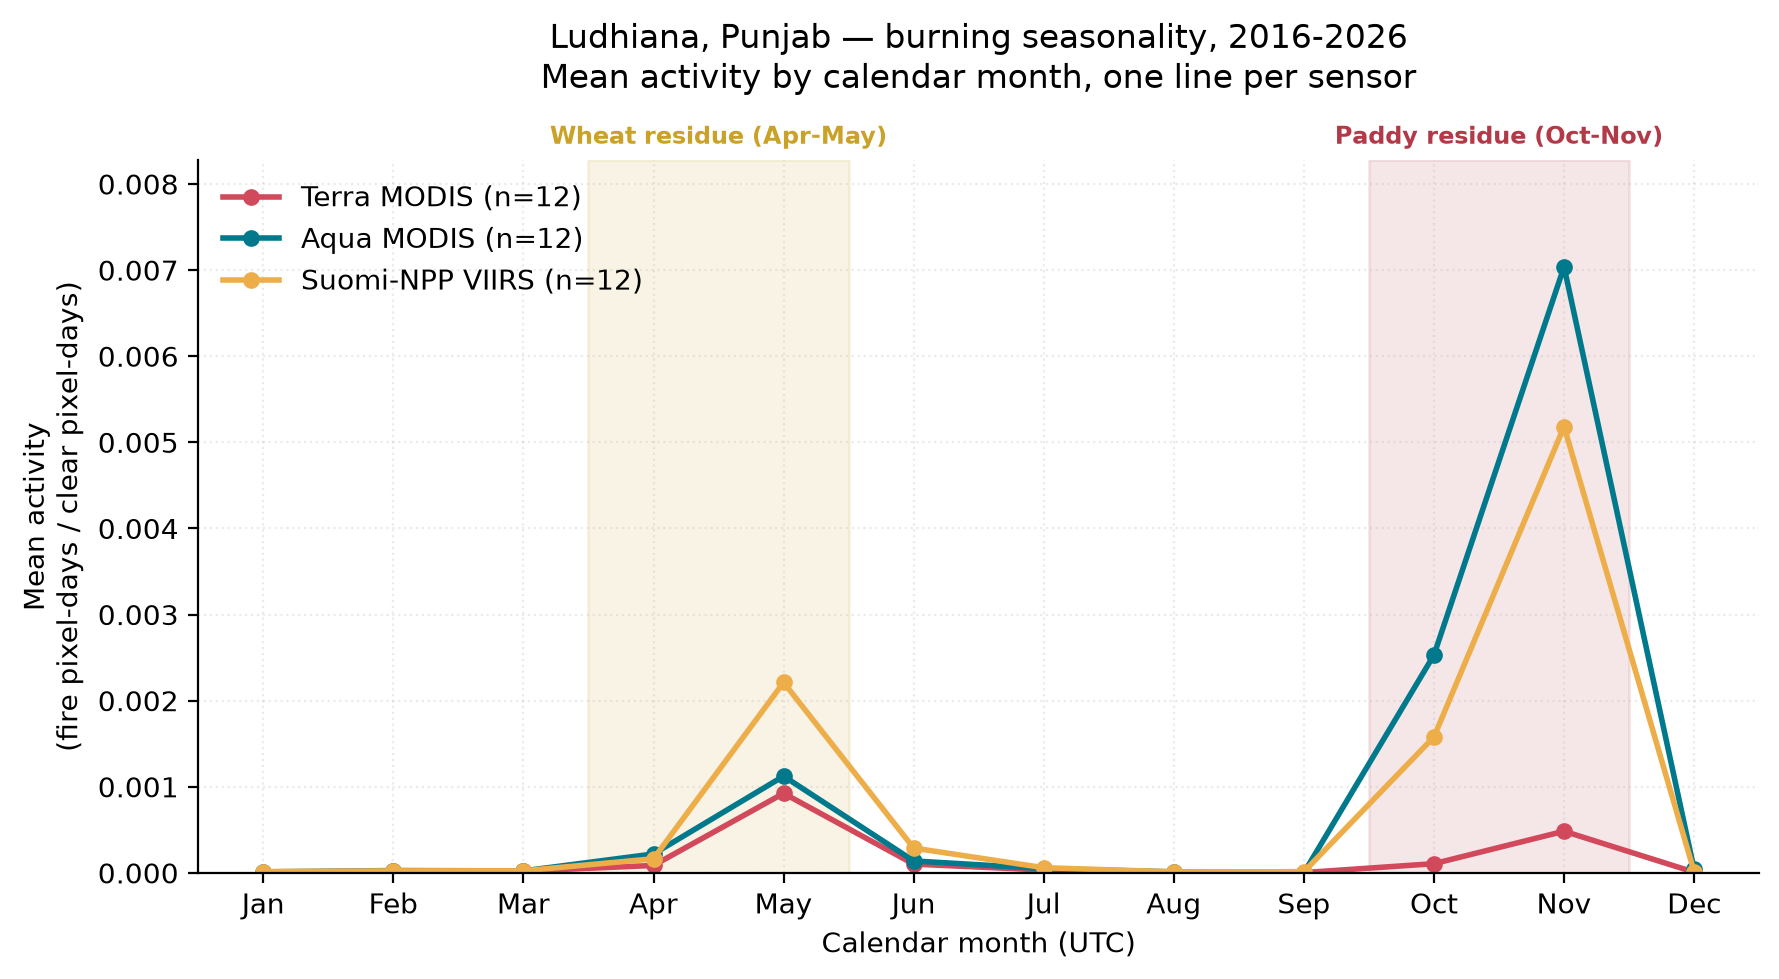 Ludhiana, Punjab — burning seasonality, 2016-2026
Mean activity by calendar month, one line per sensor
Wheat residue (Apr-May)
Paddy residue (Oct-Nov)
Terra MODIS (n=12)
Aqua MODIS (n=12)
Suomi-NPP VIIRS (n=12)
Mean activity
(fire pixel-days / clear pixel-days)
0.008
0.007
0.006
0.005
0.004
0.003
0.002
0.001
0.000
Jan Feb Mar Apr May Jun Jul Aug Sep Oct Nov Dec
Calendar month (UTC)